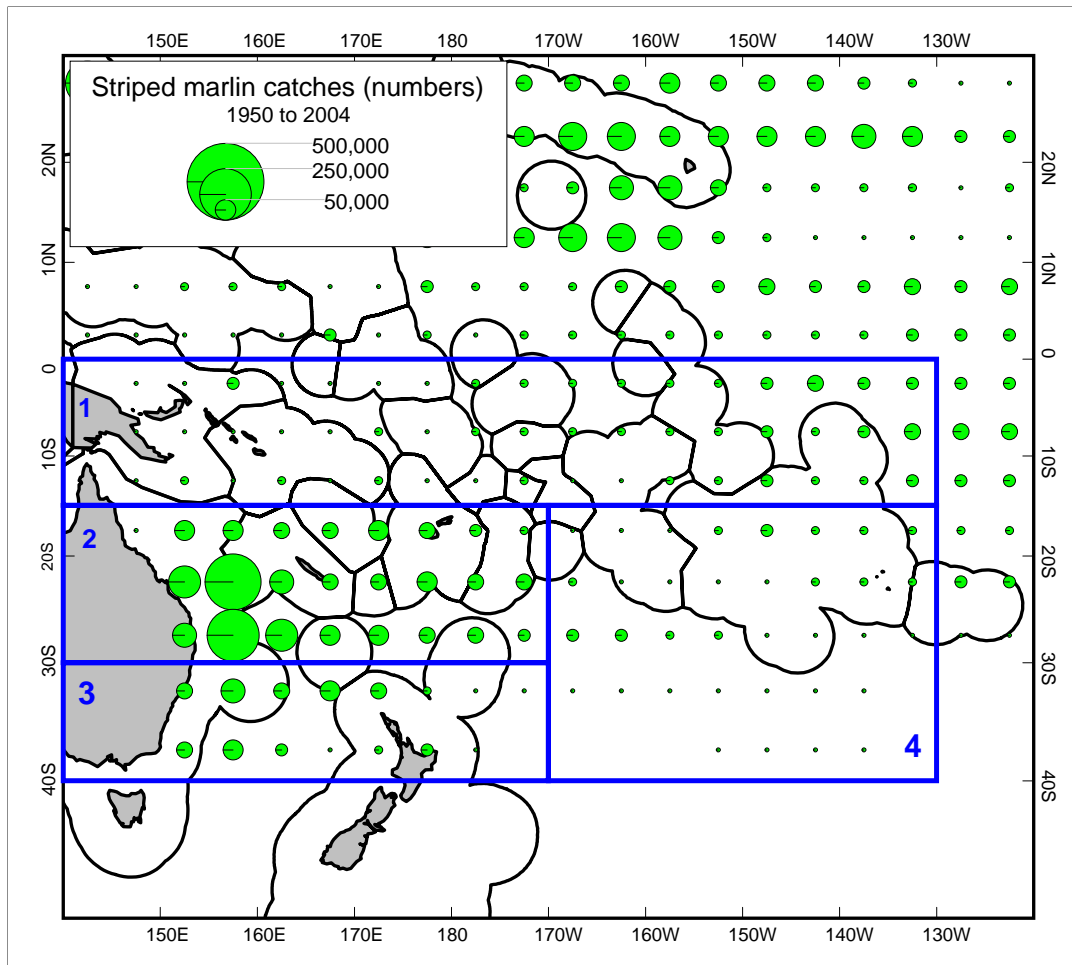 150E 160E 170E 180 170W 160W 150W 140W 130W
Striped marlin catches (numbers)
1950 to 2004
500,000
250,000
50,000
20N 20N
10N 10N
0 0
1
10S 10S
2
20S 20S
30S 30S
3
4
40S 40S
150E 160E 170E 180 170W 160W 150W 140W 130W